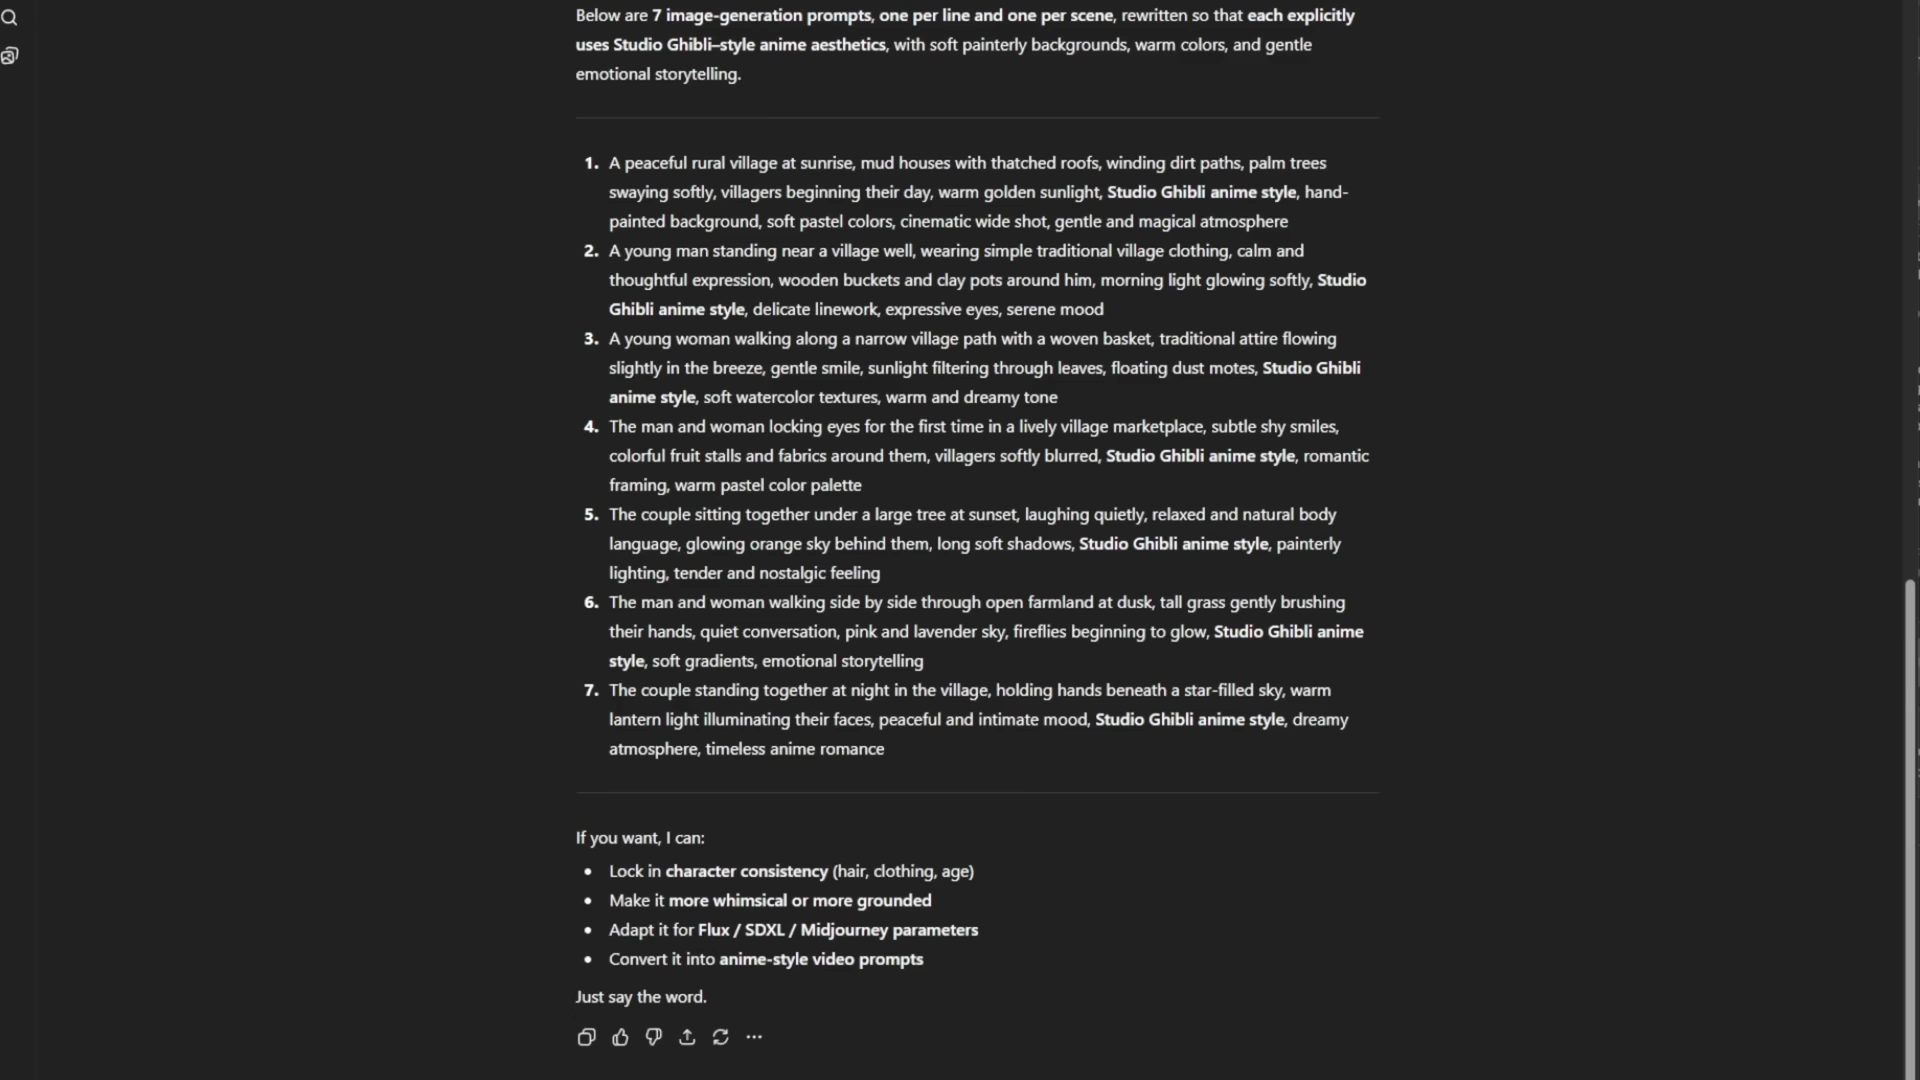 Below are 7 image-generation prompts, one per line and one per scene, rewritten so that each explicitly
uses Studio Ghibli–style anime aesthetics, with soft painterly backgrounds, warm colors, and gentle
emotional storytelling.
1. A peaceful rural village at sunrise, mud houses with thatched roofs, winding dirt paths, palm trees
swaying softly, villagers beginning their day, warm golden sunlight, Studio Ghibli anime style, hand-
painted background, soft pastel colors, cinematic wide shot, gentle and magical atmosphere
2. A young man standing near a village well, wearing simple traditional village clothing, calm and
thoughtful expression, wooden buckets and clay pots around him, morning light glowing softly, Studio
Ghibli anime style, delicate linework, expressive eyes, serene mood
3. A young woman walking along a narrow village path with a woven basket, traditional attire flowing
slightly in the breeze, gentle smile, sunlight filtering through leaves, floating dust motes, Studio Ghibli
anime style, soft watercolor textures, warm and dreamy tone
4. The man and woman locking eyes for the first time in a lively village marketplace, subtle shy smiles,
colorful fruit stalls and fabrics around them, villagers softly blurred, Studio Ghibli anime style, romantic
framing, warm pastel color palette
5. The couple sitting together under a large tree at sunset, laughing quietly, relaxed and natural body
language, glowing orange sky behind them, long soft shadows, Studio Ghibli anime style, painterly
lighting, tender and nostalgic feeling
6. The man and woman walking side by side through open farmland at dusk, tall grass gently brushing
their hands, quiet conversation, pink and lavender sky, fireflies beginning to glow, Studio Ghibli anime
style, soft gradients, emotional storytelling
7. The couple standing together at night in the village, holding hands beneath a star-filled sky, warm
lantern light illuminating their faces, peaceful and intimate mood, Studio Ghibli anime style, dreamy
atmosphere, timeless anime romance
If you want, I can:
• Lock in character consistency (hair, clothing, age)
• Make it more whimsical or more grounded
• Adapt it for Flux / SDXL / Midjourney parameters
• Convert it into anime-style video prompts
Just say the word.